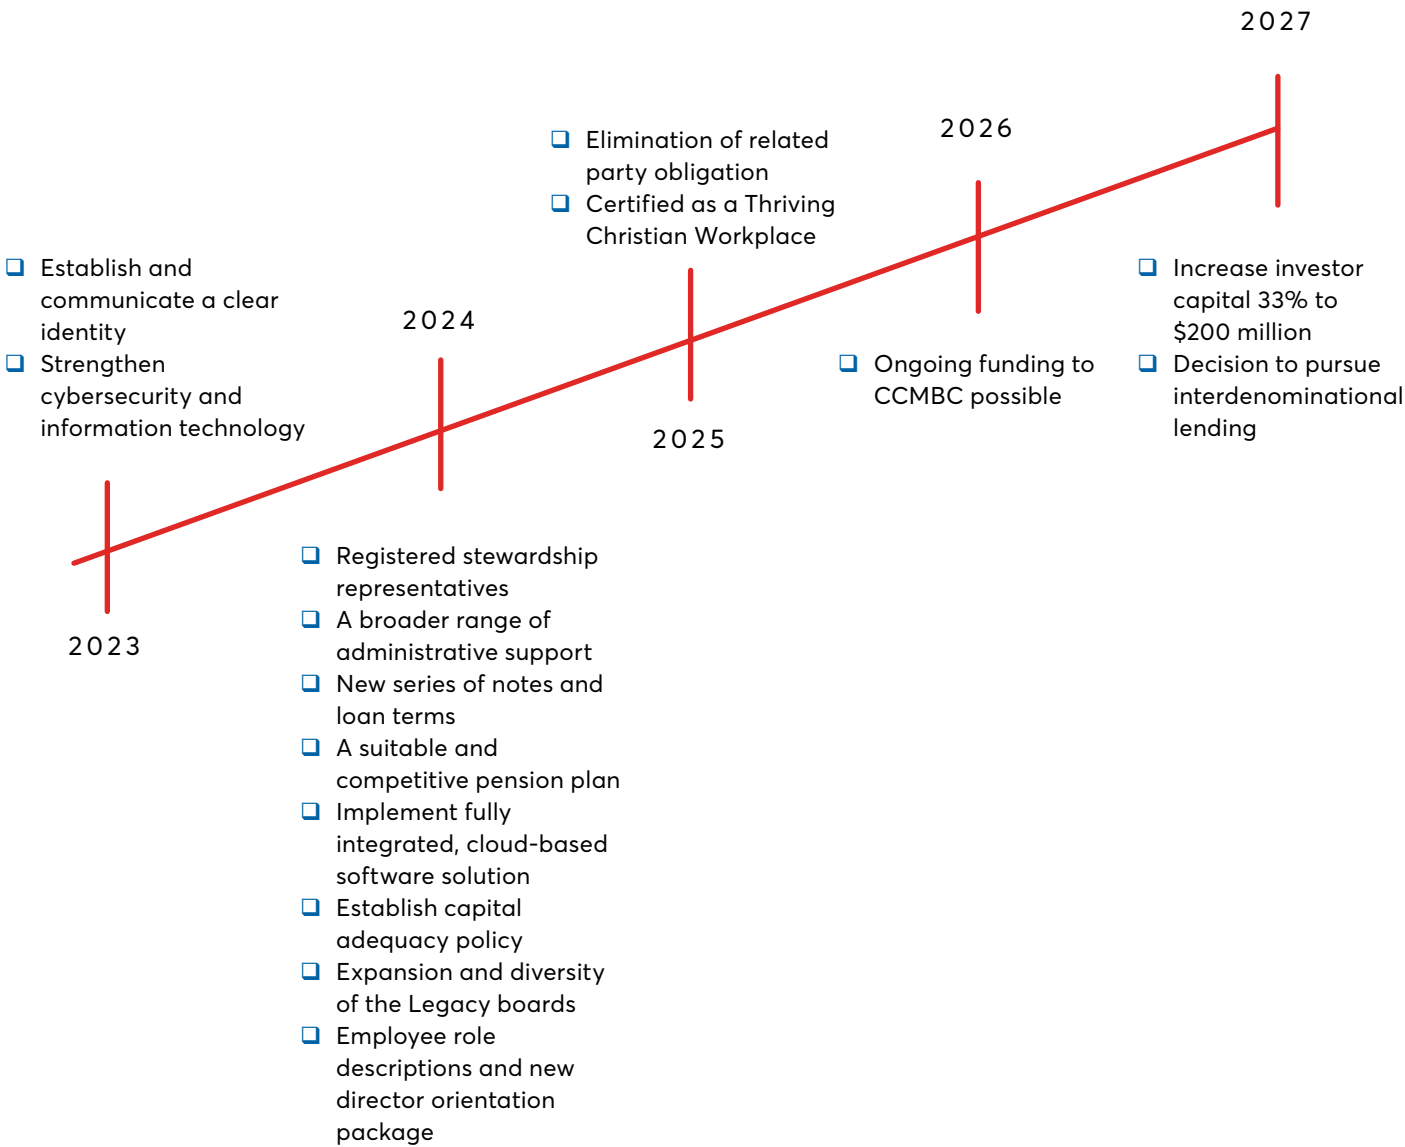 2023
❑ Establish and
communicate a clear
identity
❑ Strengthen
cybersecurity and
information technology
2024
❑ Registered stewardship
representatives
❑ A broader range of
administrative support
❑ New series of notes and
loan terms
❑ A suitable and
competitive pension plan
❑ Implement fully
integrated, cloud-based
software solution
❑ Establish capital
adequacy policy
❑ Expansion and diversity
of the Legacy boards
❑ Employee role
descriptions and new
director orientation
package
2025
❑ Elimination of related
party obligation
❑ Certified as a Thriving
Christian Workplace
2026
❑ Ongoing funding to
CCMBC possible
2027
❑ Increase investor
capital 33% to
$200 million
❑ Decision to pursue
interdenominational
lending